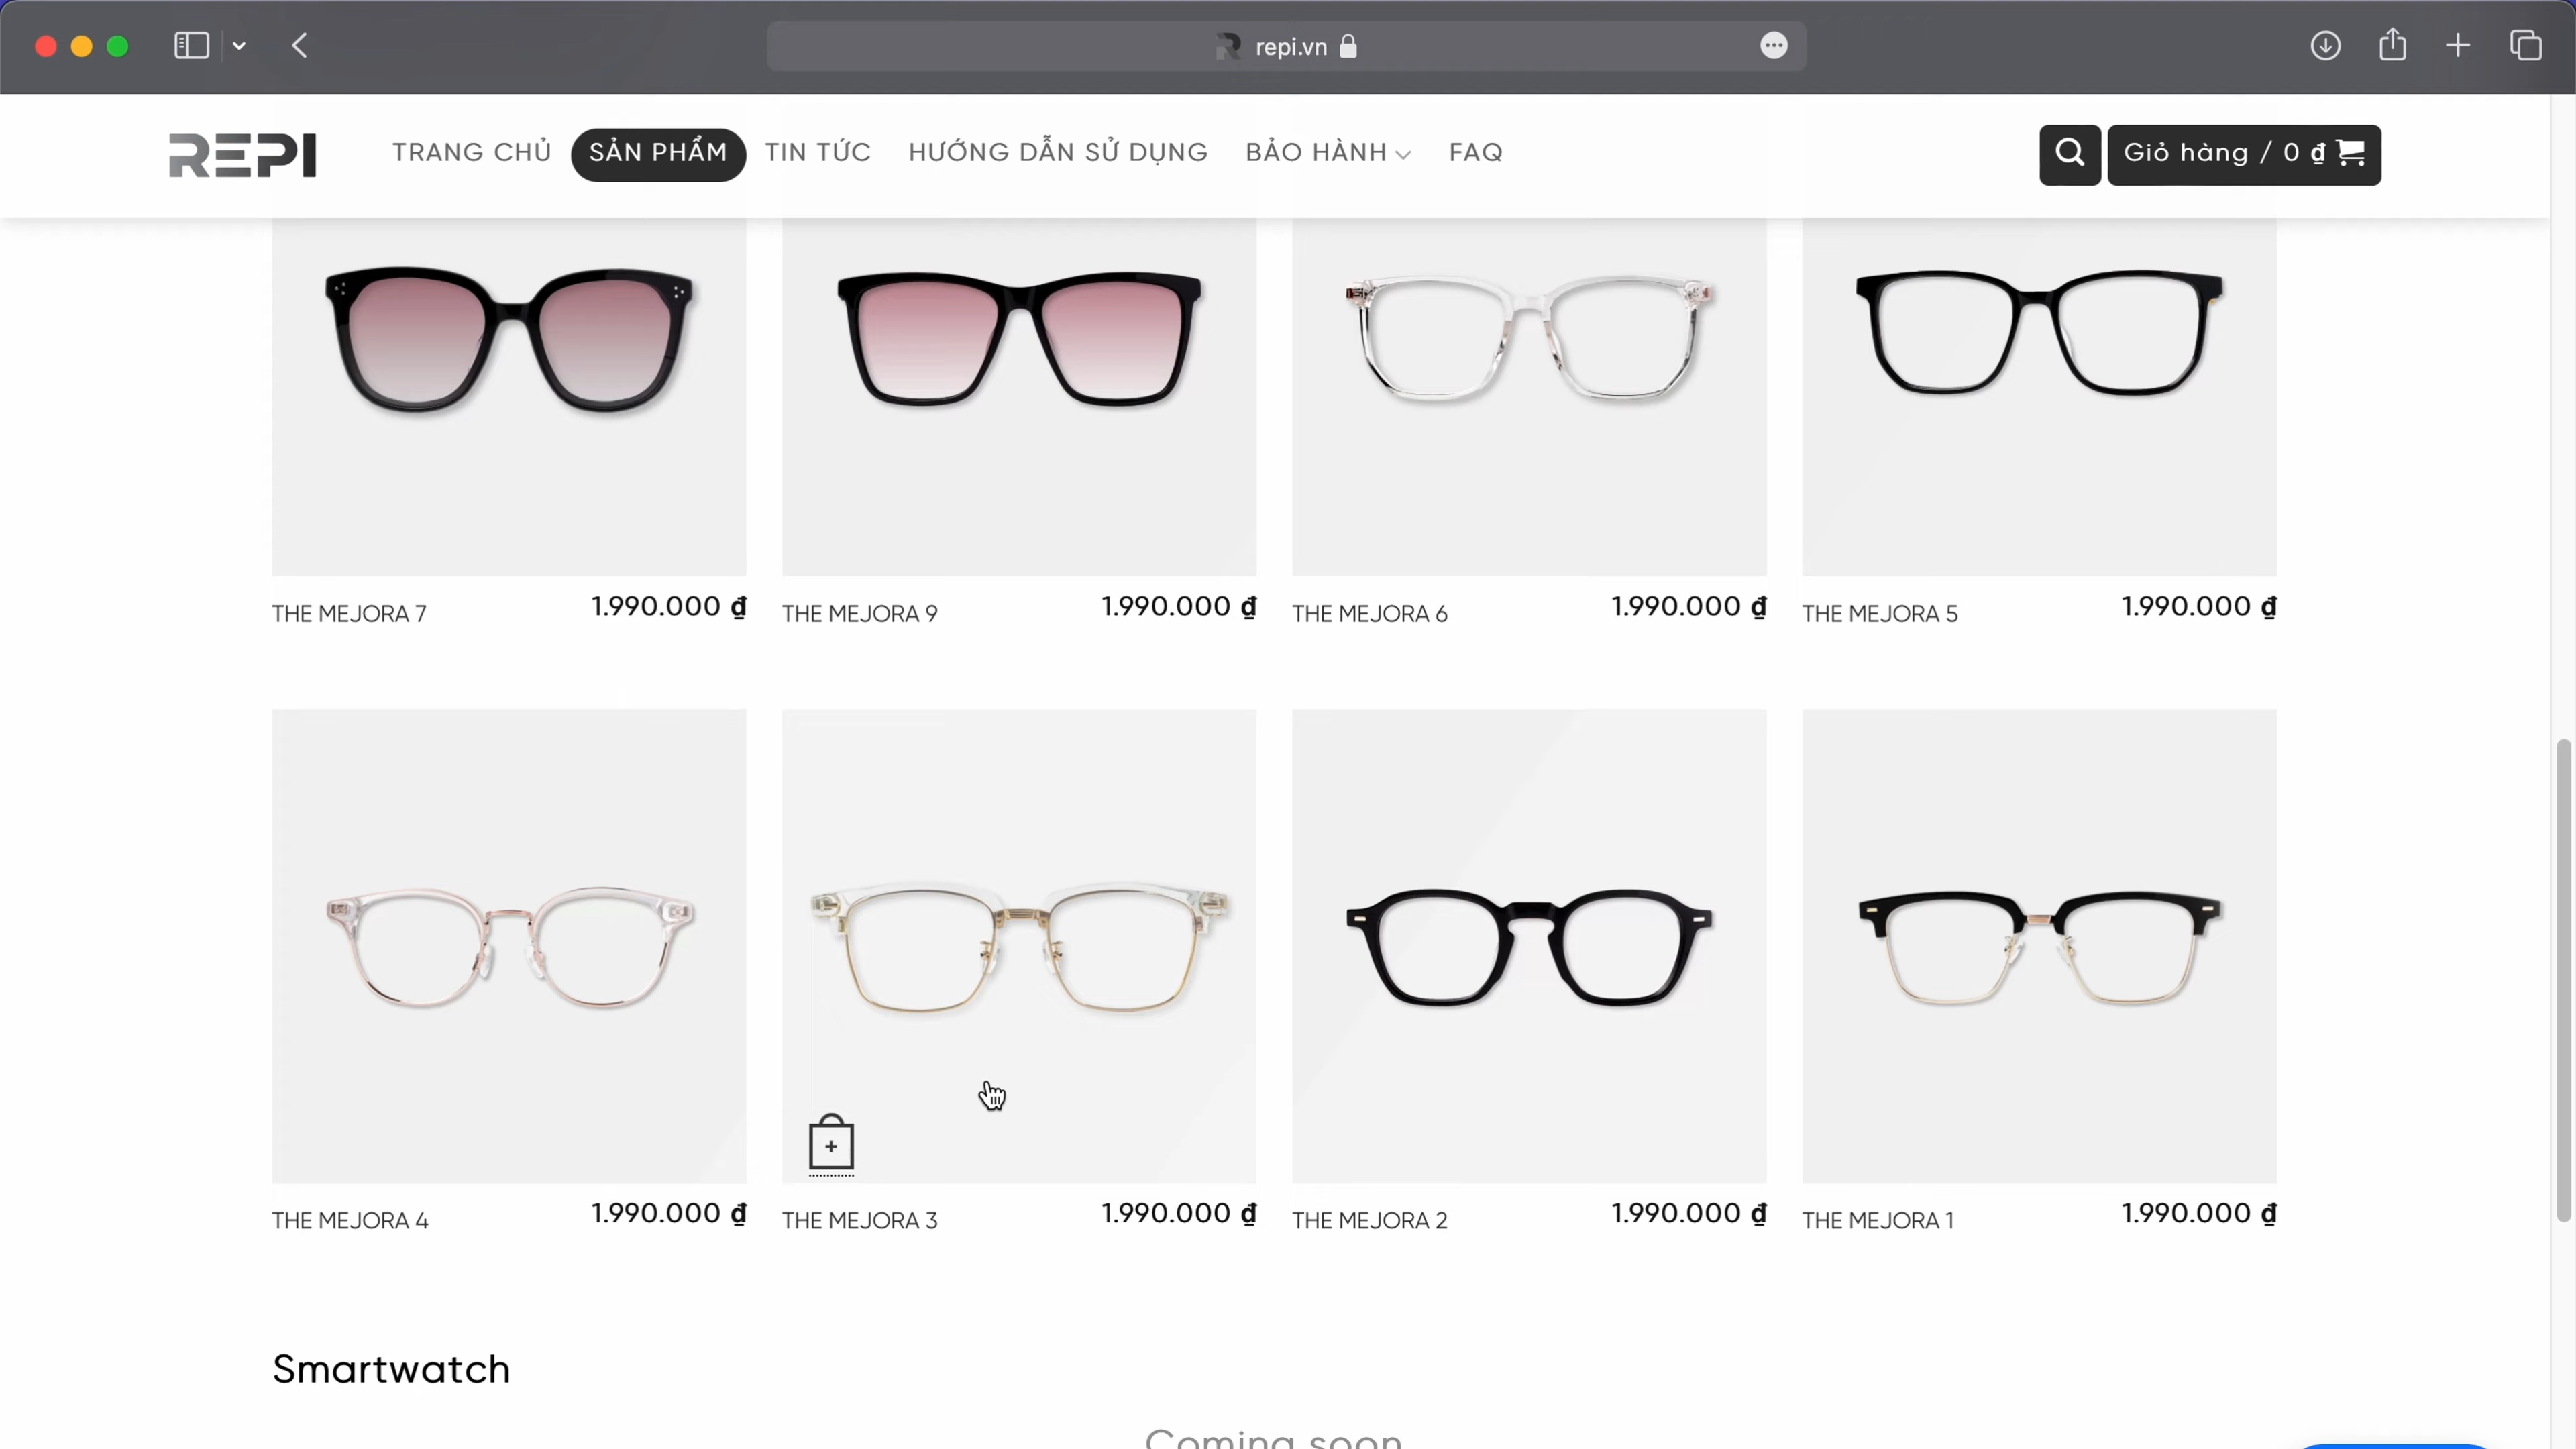 repi.vn
REPI TRANG CHỦ SẢN PHẨM TIN TỨC HƯỚNG DẪN SỬ DỤNG BẢO HÀNH FAQ Giỏ hàng / 0 ₫
THE MEJORA 7 1.990.000 ₫ THE MEJORA 9 1.990.000 ₫ THE MEJORA 6 1.990.000 ₫ THE MEJORA 5 1.990.000 ₫
THE MEJORA 4 1.990.000 ₫ THE MEJORA 3 1.990.000 ₫ THE MEJORA 2 1.990.000 ₫ THE MEJORA 1 1.990.000 ₫
Smartwatch
Coming soon